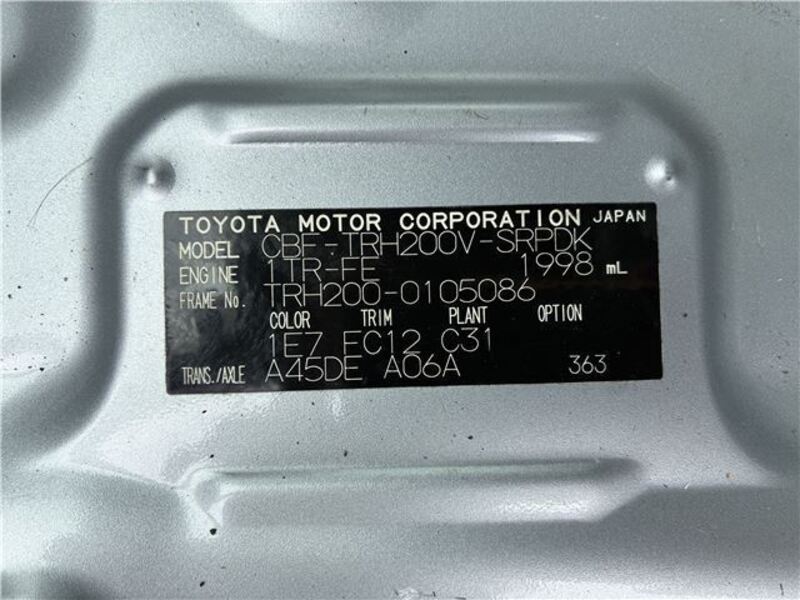 TOYOTA MOTOR CORPORATION JAPAN
MODEL CBF-TRH200V-SRPDK
ENGINE 1TR-FE 1998 mL
FRAME No. TRH200-0105086
COLOR TRIM PLANT OPTION
1E7 FC12 C31
TRANS./AXLE A45DE A06A 363